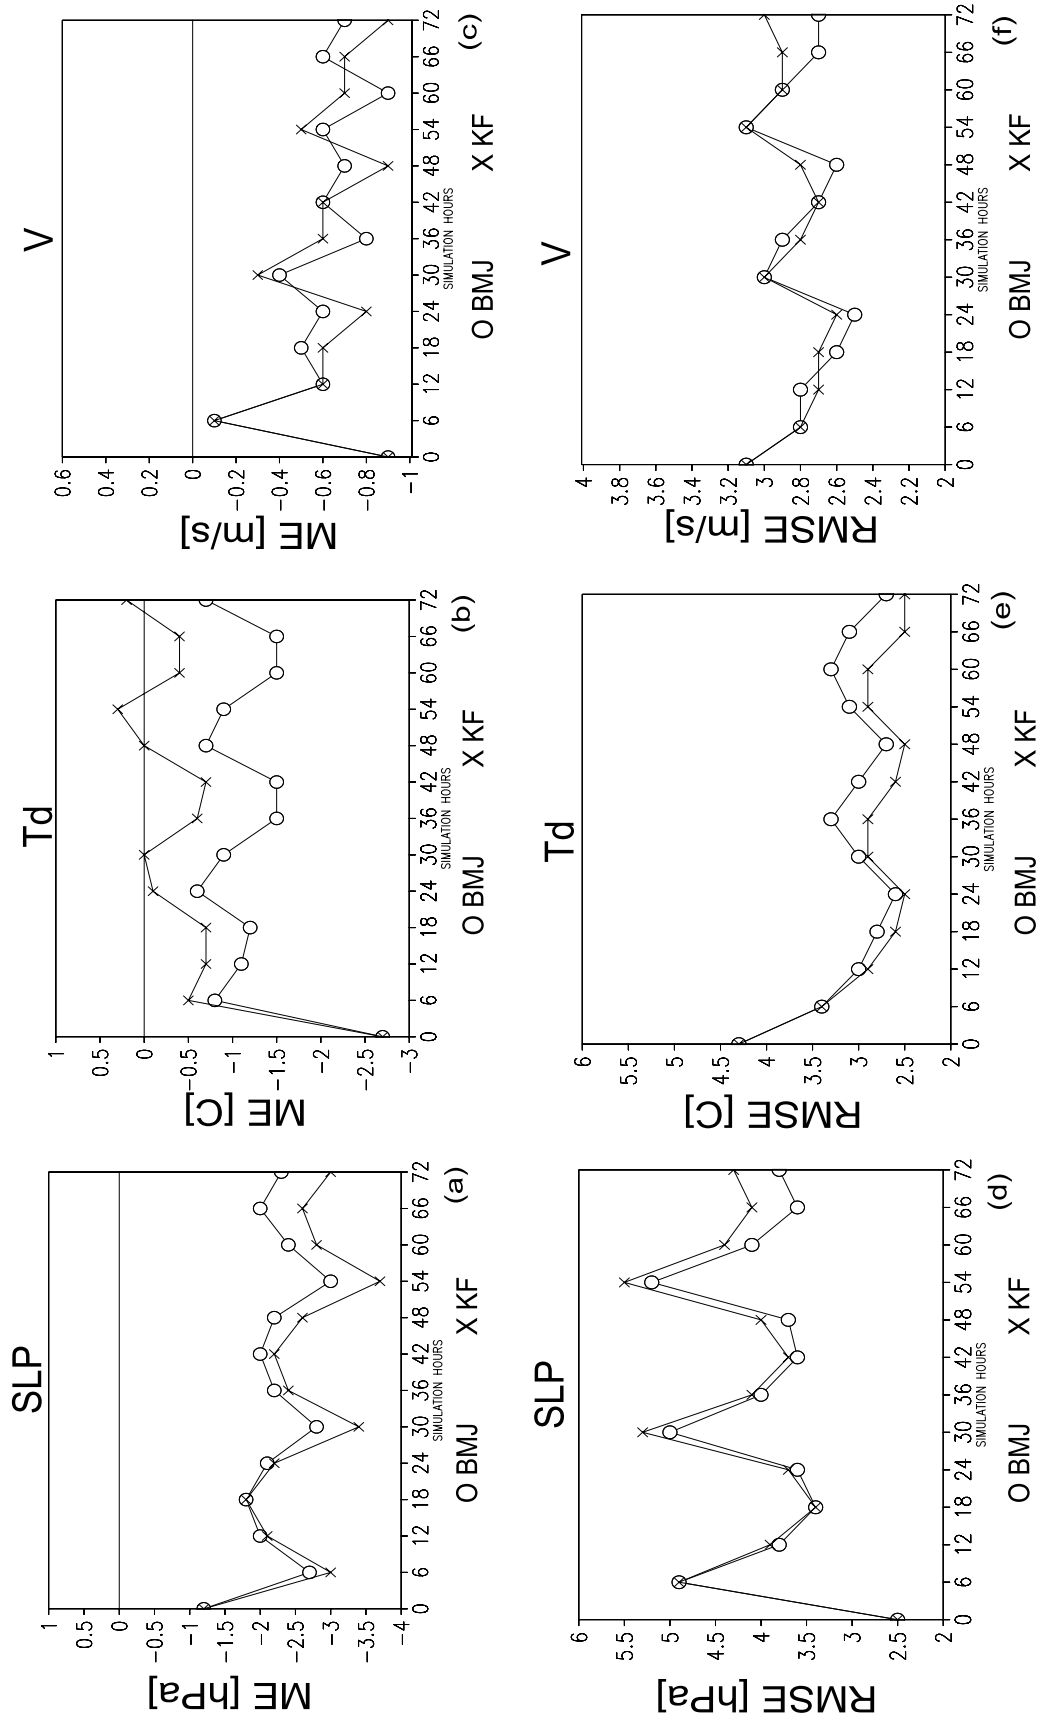 SLP
ME [hPa]
1
0.5
0
−0.5
−1
−1.5
−2
−2.5
−3
−3.5
−4
0 6 12 18 24 30 36 42 48 54 60 66 72
SIMULATION HOURS
O BMJ X KF
(a)
Td
ME [C]
1
0.5
0
−0.5
−1
−1.5
−2
−2.5
−3
0 6 12 18 24 30 36 42 48 54 60 66 72
SIMULATION HOURS
O BMJ X KF
(b)
V
ME [m/s]
0.6
0.4
0.2
0
−0.2
−0.4
−0.6
−0.8
−1
0 6 12 18 24 30 36 42 48 54 60 66 72
SIMULATION HOURS
O BMJ X KF
(c)
SLP
RMSE [hPa]
6
5.5
5
4.5
4
3.5
3
2.5
2
0 6 12 18 24 30 36 42 48 54 60 66 72
SIMULATION HOURS
O BMJ X KF
(d)
Td
RMSE [C]
6
5.5
5
4.5
4
3.5
3
2.5
2
0 6 12 18 24 30 36 42 48 54 60 66 72
SIMULATION HOURS
O BMJ X KF
(e)
V
RMSE [m/s]
4
3.8
3.6
3.4
3.2
3
2.8
2.6
2.4
2.2
2
0 6 12 18 24 30 36 42 48 54 60 66 72
SIMULATION HOURS
O BMJ X KF
(f)